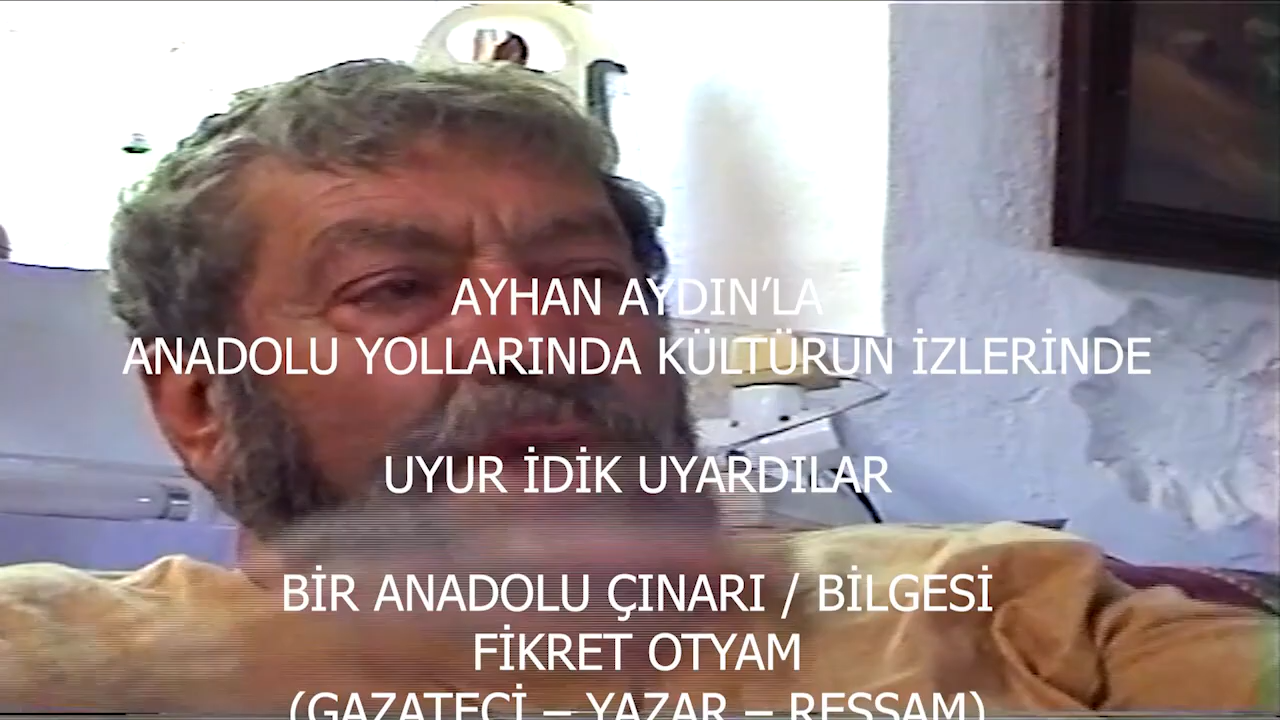 AYHAN AYDIN’LA
ANADOLU YOLLARINDA KÜLTÜRUN İZLERİNDE
UYUR İDİK UYARDILAR
BİR ANADOLU ÇINARI / BİLGESİ
FİKRET OTYAM
(GAZATECİ – YAZAR – RESSAM)